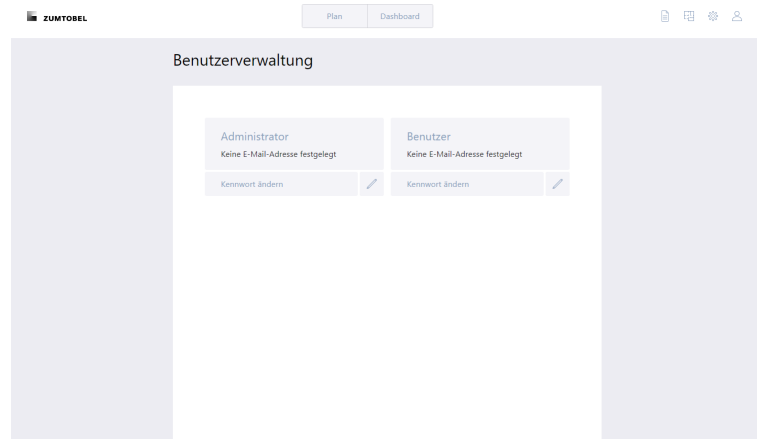 ZUMTOBEL
Plan
Dashboard
Benutzerverwaltung
Administrator
Keine E-Mail-Adresse festgelegt
Kennwort ändern
Benutzer
Keine E-Mail-Adresse festgelegt
Kennwort ändern